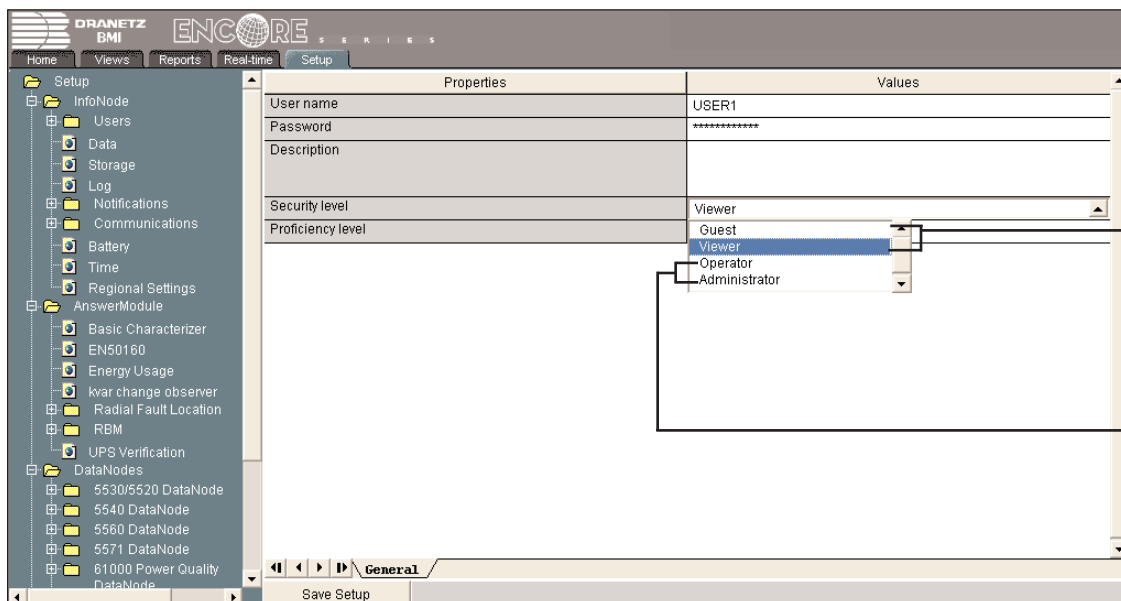 DRANETZ
BMI
ENCORE
SERIES
Home Views Reports Real-time Setup
Setup
InfoNode
Users
Data
Storage
Log
Notifications
Communications
Battery
Time
Regional Settings
AnswerModule
Basic Characterizer
EN50160
Energy Usage
kvar change observer
Radial Fault Location
RBM
UPS Verification
DataNodes
5530/5520 DataNode
5540 DataNode
5560 DataNode
5571 DataNode
61000 Power Quality
DataNode
Properties Values
User name USER1
Password ************
Description
Security level Viewer
Proficiency level
Guest
Viewer
Operator
Administrator
General
Save Setup